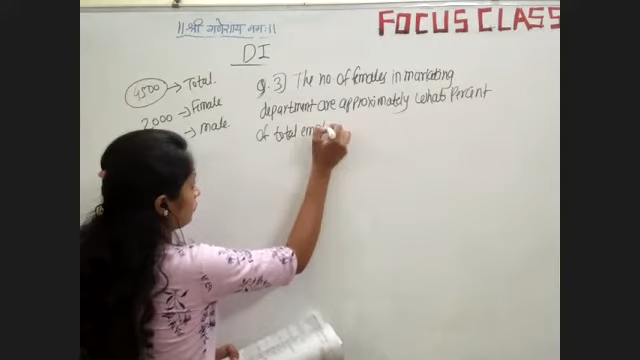 ॥श्री गणेशाय नमः॥
FOCUS CLASS
DI
4500 → Total.
2000 → Female
→ male.
Q.3) The no. of females in marketing
department are approximately what percent
of total em